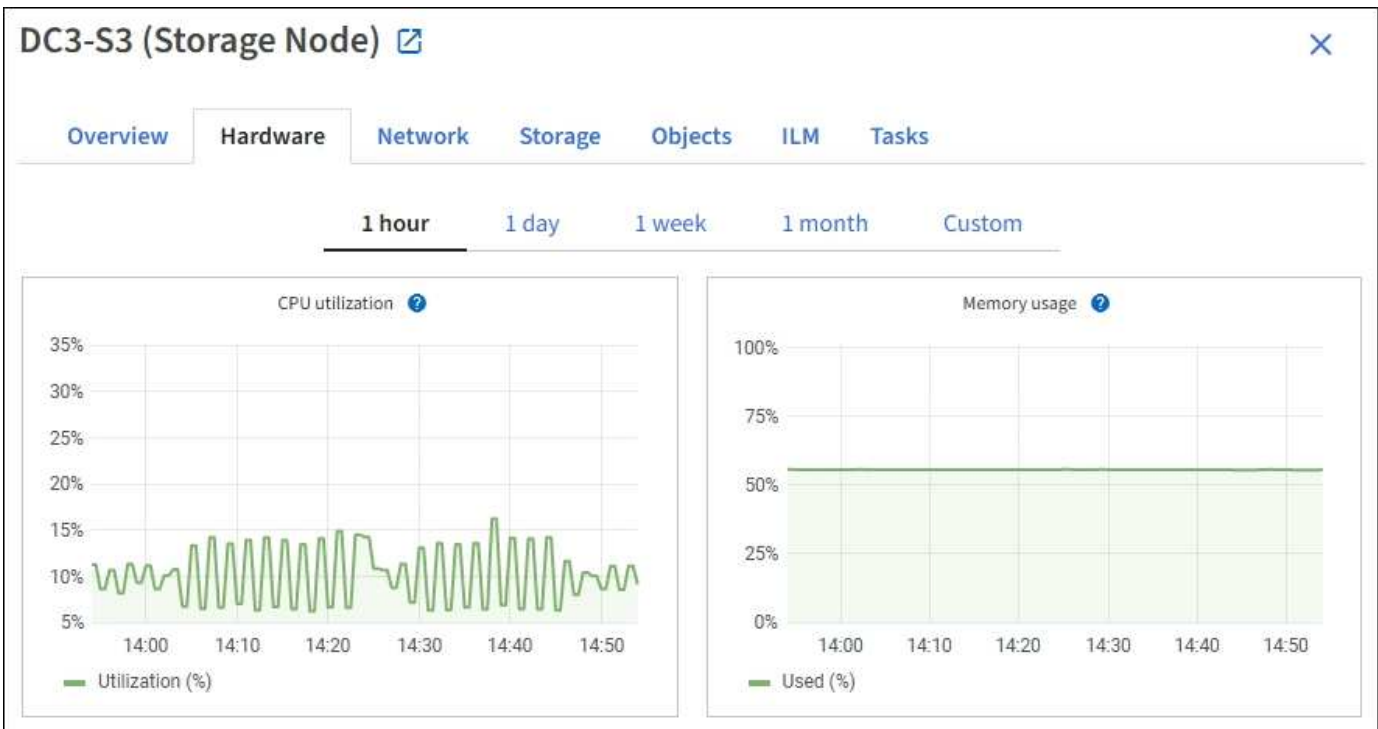 DC3-S3 (Storage Node)
Overview Hardware Network Storage Objects ILM Tasks
1 hour 1 day 1 week 1 month Custom
CPU utilization ?
35%
30%
25%
20%
15%
10%
5%
14:00 14:10 14:20 14:30 14:40 14:50
Utilization (%)
Memory usage ?
100%
75%
50%
25%
0%
14:00 14:10 14:20 14:30 14:40 14:50
Used (%)